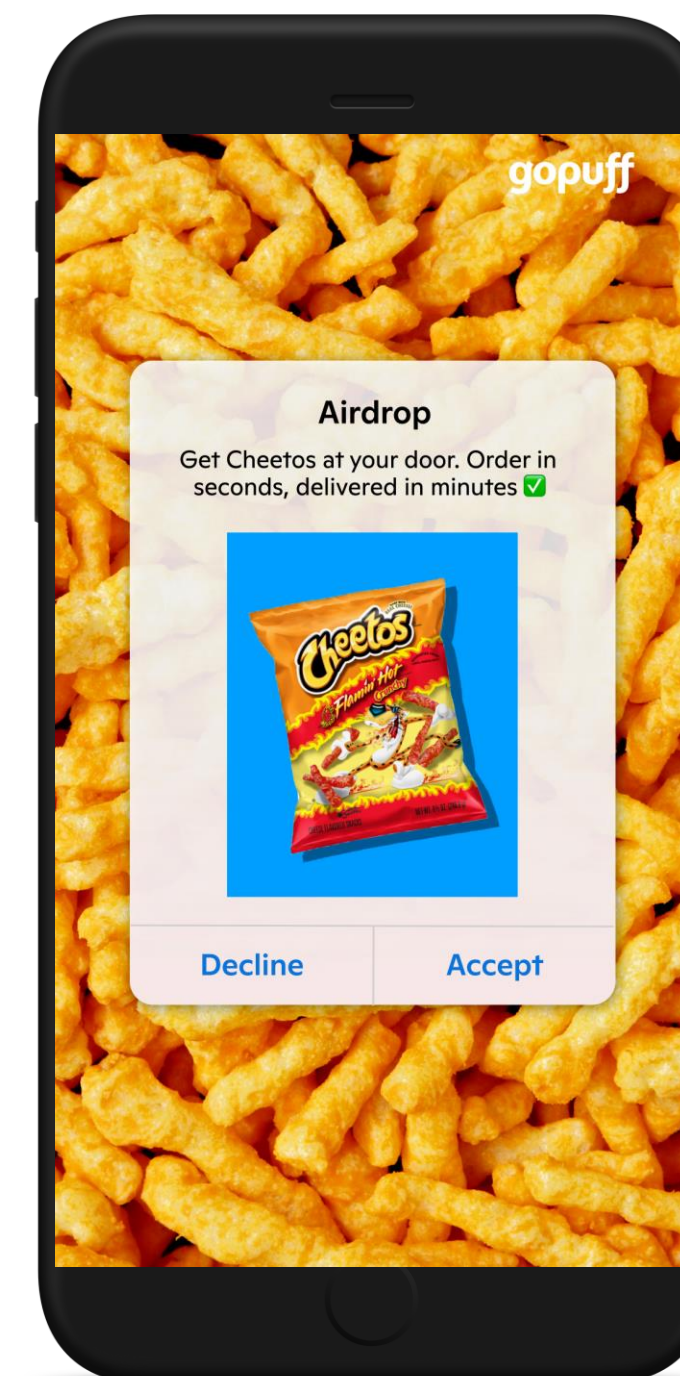 gopuff
Airdrop
Get Cheetos at your door. Order in
seconds, delivered in minutes ✅
Cheetos
Flamin' Hot
Crunchy
Decline
Accept